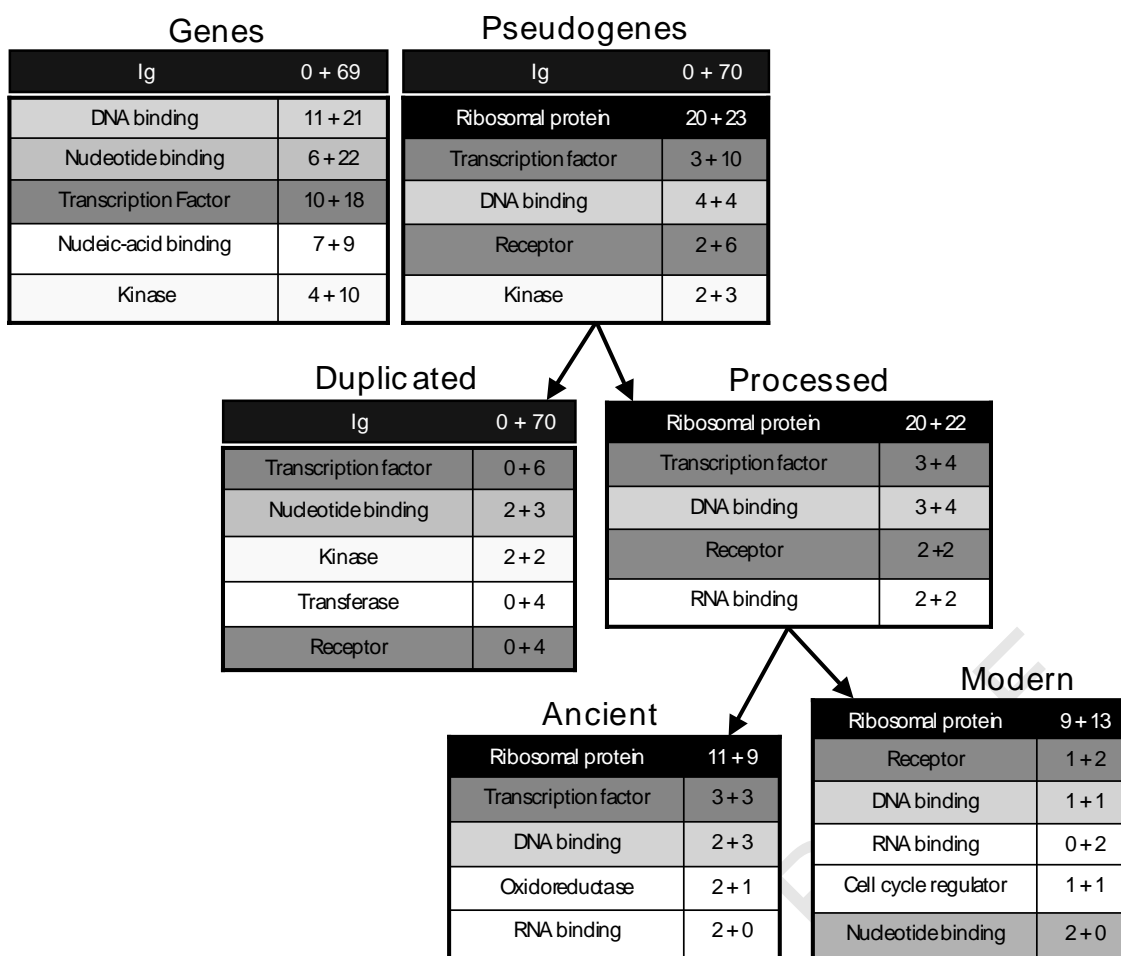 Genes
Ig 0 + 69
DNA binding 11 + 21
Nucleotide binding 6 + 22
Transcription Factor 10 + 18
Nucleic-acid binding 7 + 9
Kinase 4 + 10
Pseudogenes
Ig 0 + 70
Ribosomal protein 20 + 23
Transcription factor 3 + 10
DNA binding 4 + 4
Receptor 2 + 6
Kinase 2 + 3
Duplicated
Ig 0 + 70
Transcription factor 0 + 6
Nucleotide binding 2 + 3
Kinase 2 + 2
Transferase 0 + 4
Receptor 0 + 4
Processed
Ribosomal protein 20 + 22
Transcription factor 3 + 4
DNA binding 3 + 4
Receptor 2 +2
RNA binding 2 + 2
Ancient
Ribosomal protein 11 + 9
Transcription factor 3 + 3
DNA binding 2 + 3
Oxidoreductase 2 + 1
RNA binding 2 + 0
Modern
Ribosomal protein 9 + 13
Receptor 1 + 2
DNA binding 1 + 1
RNA binding 0 + 2
Cell cycle regulator 1 + 1
Nucleotide binding 2 + 0